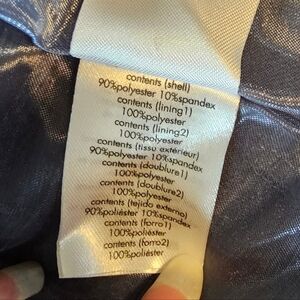 contents (shell)
90%polyester 10%spandex
contents (lining1)
100%polyester
contents (lining2)
100%polyester
contents (tissu extérieur)
90%polyester 10%spandex
contents (doublure1)
100%polyester
contents (doublure2)
100%polyester
contents (tejido externo)
90%poliéster 10%spandex
contents (forro1)
100%poliéster
contents (forro2)
100%poliéster